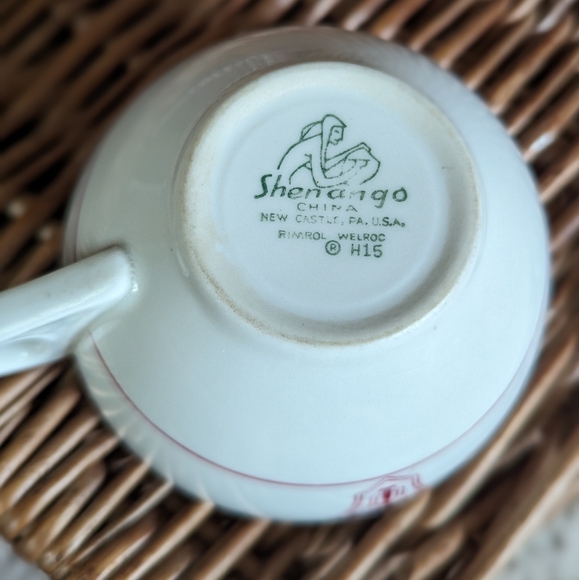 Shenango
CHINA
NEW CASTLE, PA. U.S.A.
RIMROL WELROC
® H15